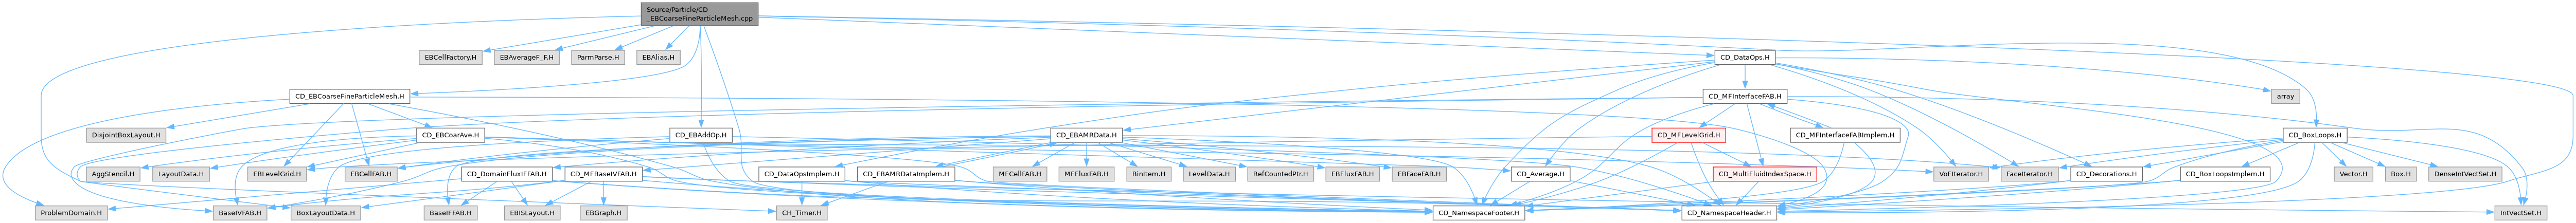 Source/Particle/CD
_EBCoarseFineParticleMesh.cpp
EBCellFactory.H
EBAverageF_F.H
ParmParse.H
EBAlias.H
CD_DataOps.H
CD_EBCoarseFineParticleMesh.H
CD_MFInterfaceFAB.H
array
DisjointBoxLayout.H
CD_EBCoarAve.H
CD_EBAddOp.H
CD_EBAMRData.H
CD_MFLevelGrid.H
CD_MFInterfaceFABImplem.H
CD_BoxLoops.H
AggStencil.H
LayoutData.H
EBLevelGrid.H
EBCellFAB.H
CD_DomainFluxIFFAB.H
CD_MFBaseIVFAB.H
MFCellFAB.H
MFFluxFAB.H
BinItem.H
LevelData.H
RefCountedPtr.H
EBFluxFAB.H
EBFaceFAB.H
CD_DataOpsImplem.H
CD_EBAMRDataImplem.H
CD_Average.H
CD_MultiFluidIndexSpace.H
VoFIterator.H
FaceIterator.H
CD_Decorations.H
CD_BoxLoopsImplem.H
Vector.H
Box.H
DenseIntVectSet.H
ProblemDomain.H
BaseIVFAB.H
BoxLayoutData.H
BaseIFFAB.H
EBISLayout.H
EBGraph.H
CH_Timer.H
CD_NamespaceFooter.H
CD_NamespaceHeader.H
IntVectSet.H